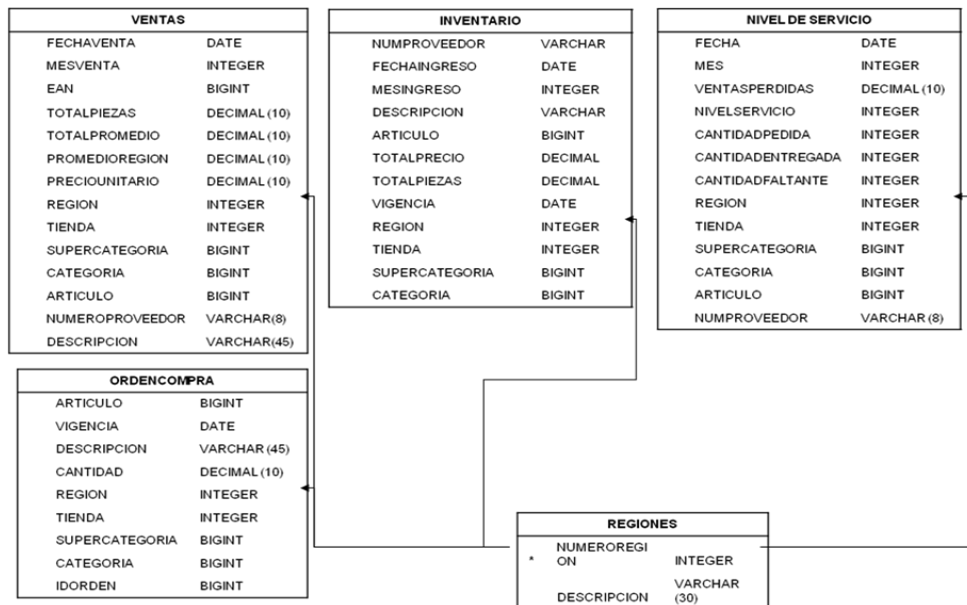 VENTAS
FECHAVENTA DATE
MESVENTA INTEGER
EAN BIGINT
TOTALPIEZAS DECIMAL(10)
TOTALPROMEDIO DECIMAL(10)
PROMEDIOREGION DECIMAL(10)
PRECIOUNITARIO DECIMAL(10)
REGION INTEGER
TIENDA INTEGER
SUPERCATEGORIA BIGINT
CATEGORIA BIGINT
ARTICULO BIGINT
NUMEROPROVEEDOR VARCHAR(8)
DESCRIPCION VARCHAR(45)
INVENTARIO
NUMPROVEEDOR VARCHAR
FECHAINGRESO DATE
MESINGRESO INTEGER
DESCRIPCION VARCHAR
ARTICULO BIGINT
TOTALPRECIO DECIMAL
TOTALPIEZAS DECIMAL
VIGENCIA DATE
REGION INTEGER
TIENDA INTEGER
SUPERCATEGORIA BIGINT
CATEGORIA BIGINT
NIVEL DE SERVICIO
FECHA DATE
MES INTEGER
VENTASPERDIDAS DECIMAL(10)
NIVELSERVICIO INTEGER
CANTIDADPEDIDA INTEGER
CANTIDADENTREGADA INTEGER
CANTIDADFALTANTE INTEGER
REGION INTEGER
TIENDA INTEGER
SUPERCATEGORIA BIGINT
CATEGORIA BIGINT
ARTICULO BIGINT
NUMPROVEEDOR VARCHAR(8)
ORDENCOMPRA
ARTICULO BIGINT
VIGENCIA DATE
DESCRIPCION VARCHAR(45)
CANTIDAD DECIMAL(10)
REGION INTEGER
TIENDA INTEGER
SUPERCATEGORIA BIGINT
CATEGORIA BIGINT
IDORDEN BIGINT
REGIONES
NUMEROREGI
* ON INTEGER
VARCHAR
DESCRIPCION (30)